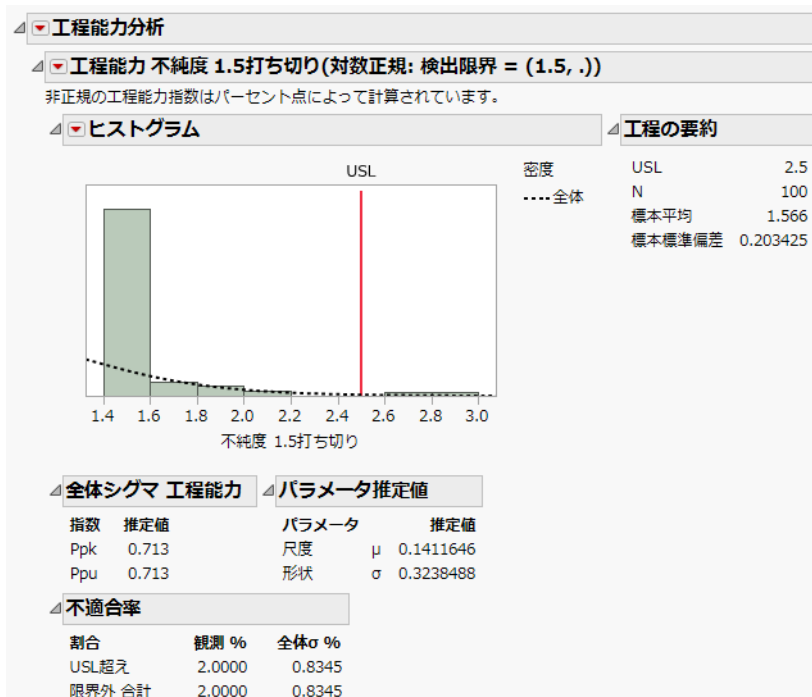 工程能力分析
工程能力 不純度 1.5打ち切り(対数正規: 検出限界 = (1.5, .))
非正規の工程能力指数はパーセント点によって計算されています。
ヒストグラム
USL
密度
全体
1.4 1.6 1.8 2.0 2.2 2.4 2.6 2.8 3.0
不純度 1.5打ち切り
工程の要約
USL 2.5
N 100
標本平均 1.566
標本標準偏差 0.203425
全体シグマ 工程能力
指数 推定値
Ppk 0.713
Ppu 0.713
パラメータ推定値
パラメータ 推定値
尺度 μ 0.1411646
形状 σ 0.3238488
不適合率
割合 観測 % 全体σ %
USL超え 2.0000 0.8345
限界外 合計 2.0000 0.8345